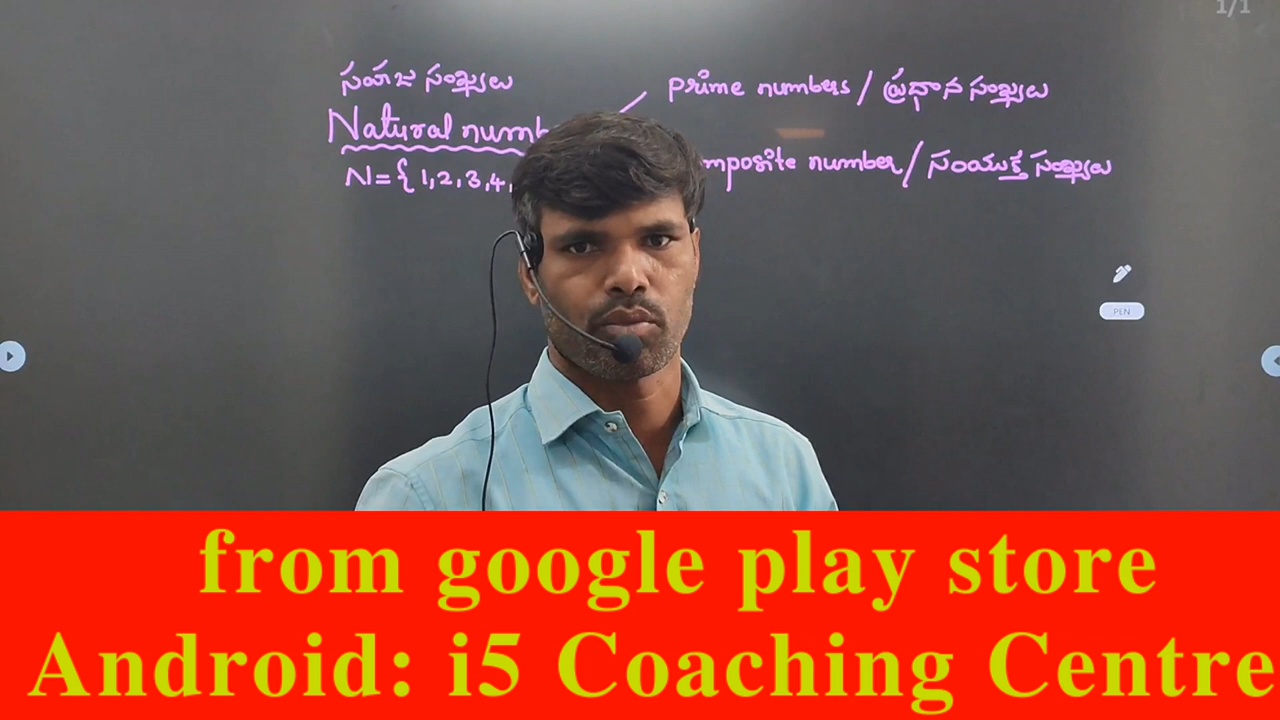 1/1
సహజ సంఖ్యలు
prime numbers / ప్రధాన సంఖ్యలు
Natural numb
mposite number / సంయుక్త సంఖ్యలు
N = { 1, 2, 3, 4,
PEN
from google play store
Android: i5 Coaching Centre